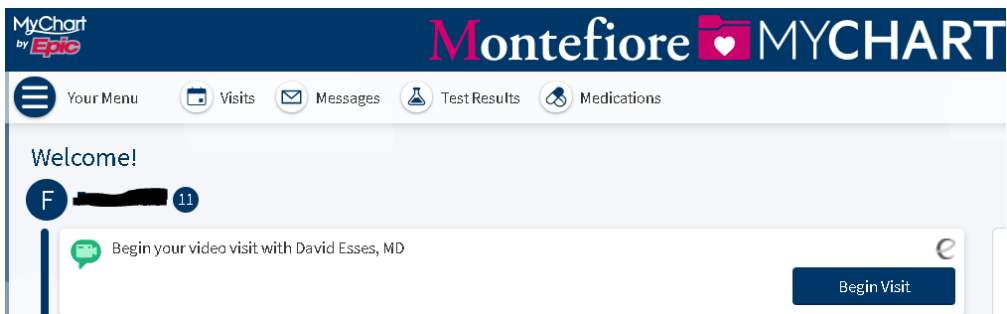 MyChart
by Epic
Montefiore MYCHART
Your Menu Visits Messages Test Results Medications
Welcome!
F 11
Begin your video visit with David Esses, MD
e
Begin Visit